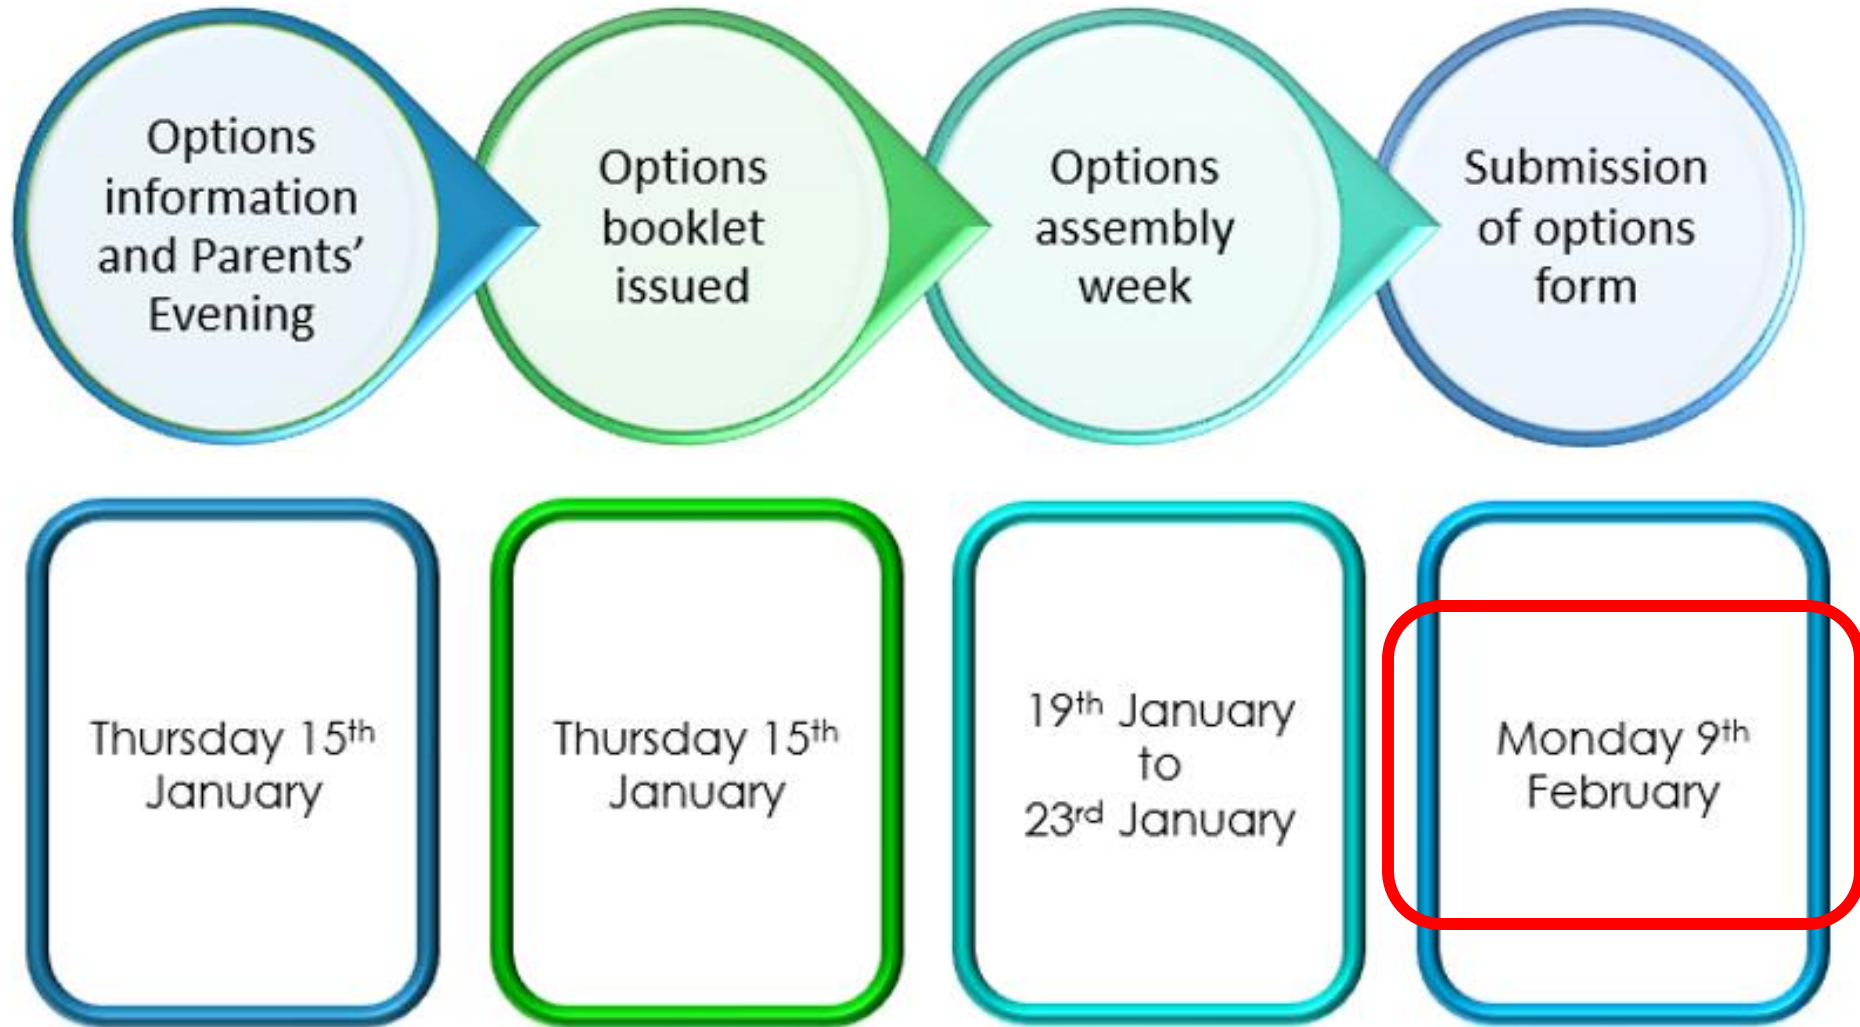 Options
information
and Parents’
Evening
Options
booklet
issued
Options
assembly
week
Submission
of options
form
Thursday 15th
January
Thursday 15th
January
19th January
to
23rd January
Monday 9th
February